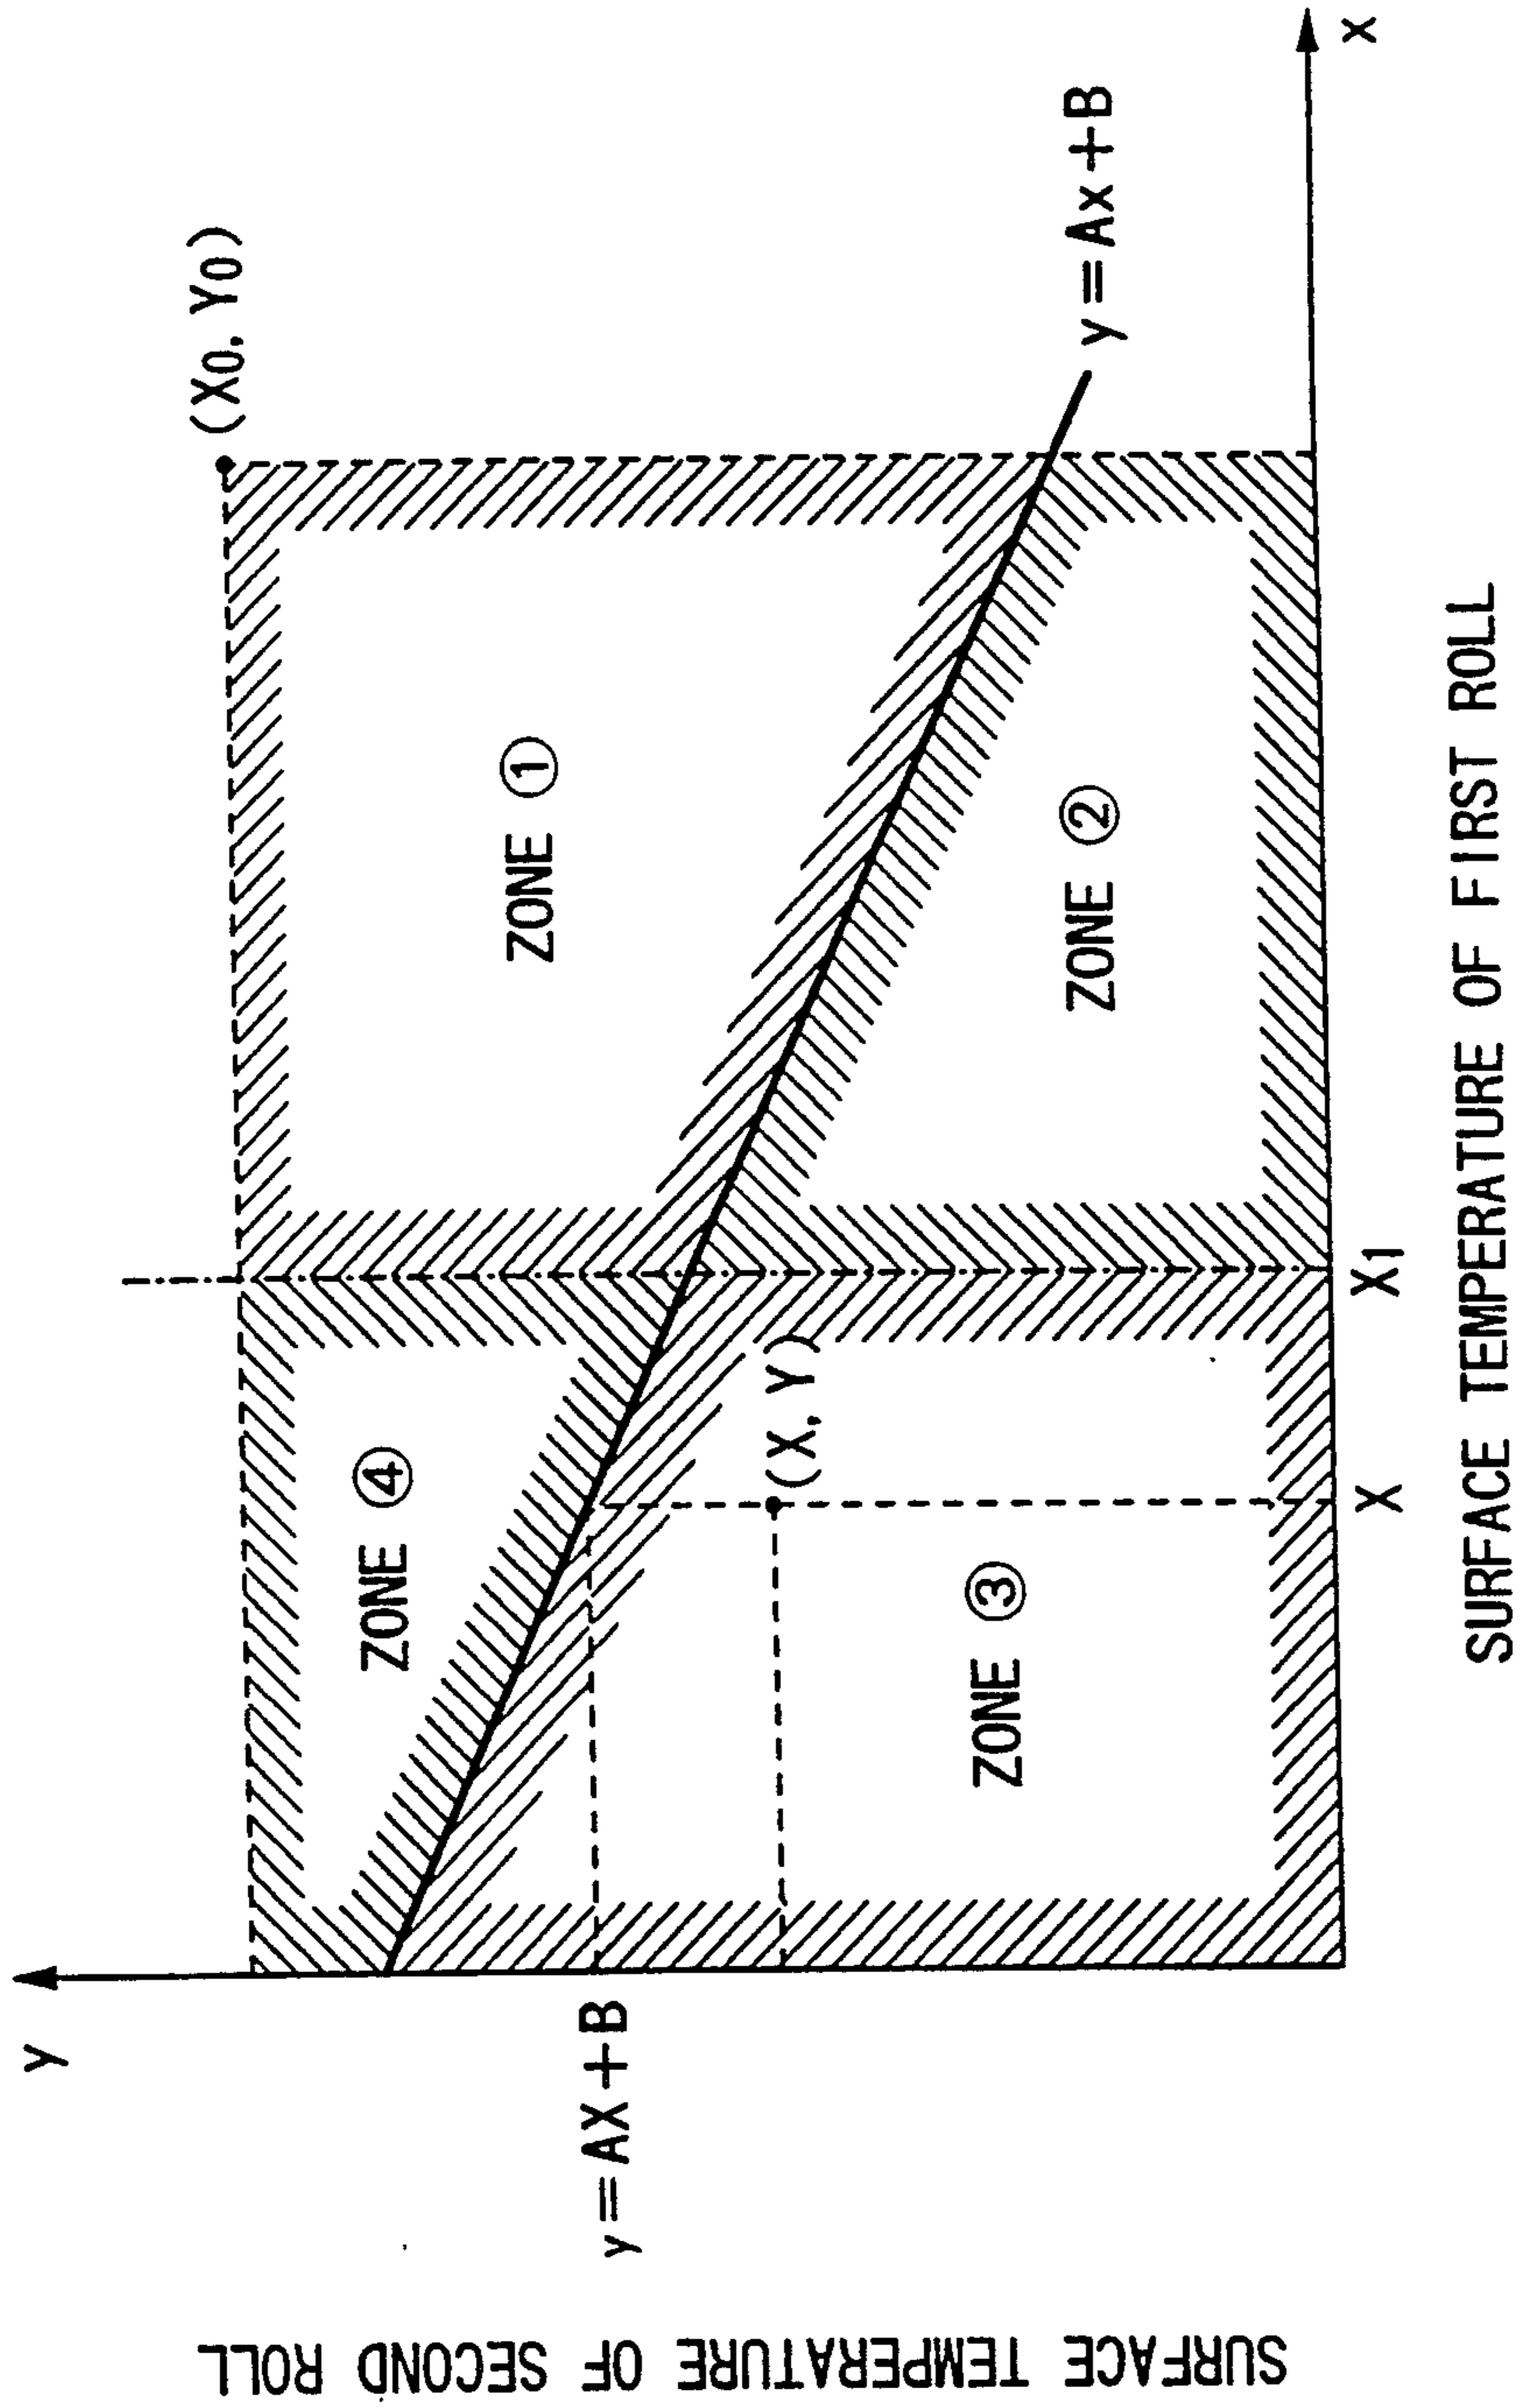 y
(X0, Y0)
ZONE ④
ZONE ①
y=AX+B
(X, Y)
ZONE ③
ZONE ②
y=Ax+B
X
X1
x
SURFACE TEMPERATURE OF FIRST ROLL
SURFACE TEMPERATURE OF SECOND ROLL